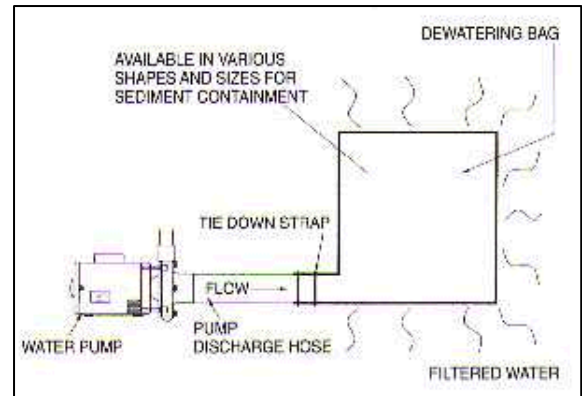 DEWATERING BAG
AVAILABLE IN VARIOUS
SHAPES AND SIZES FOR
SEDIMENT CONTAINMENT
TIE DOWN STRAP
FLOW
PUMP
DISCHARGE HOSE
WATER PUMP
FILTERED WATER